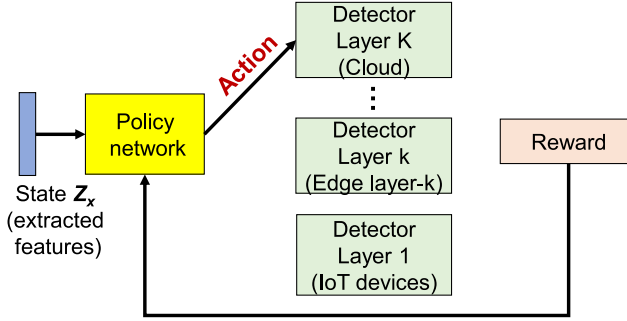 Detector
Layer K
(Cloud)
Action
⋮
Policy
network
Detector
Layer k
(Edge layer-k)
Reward
State Zx
(extracted
features)
Detector
Layer 1
(IoT devices)